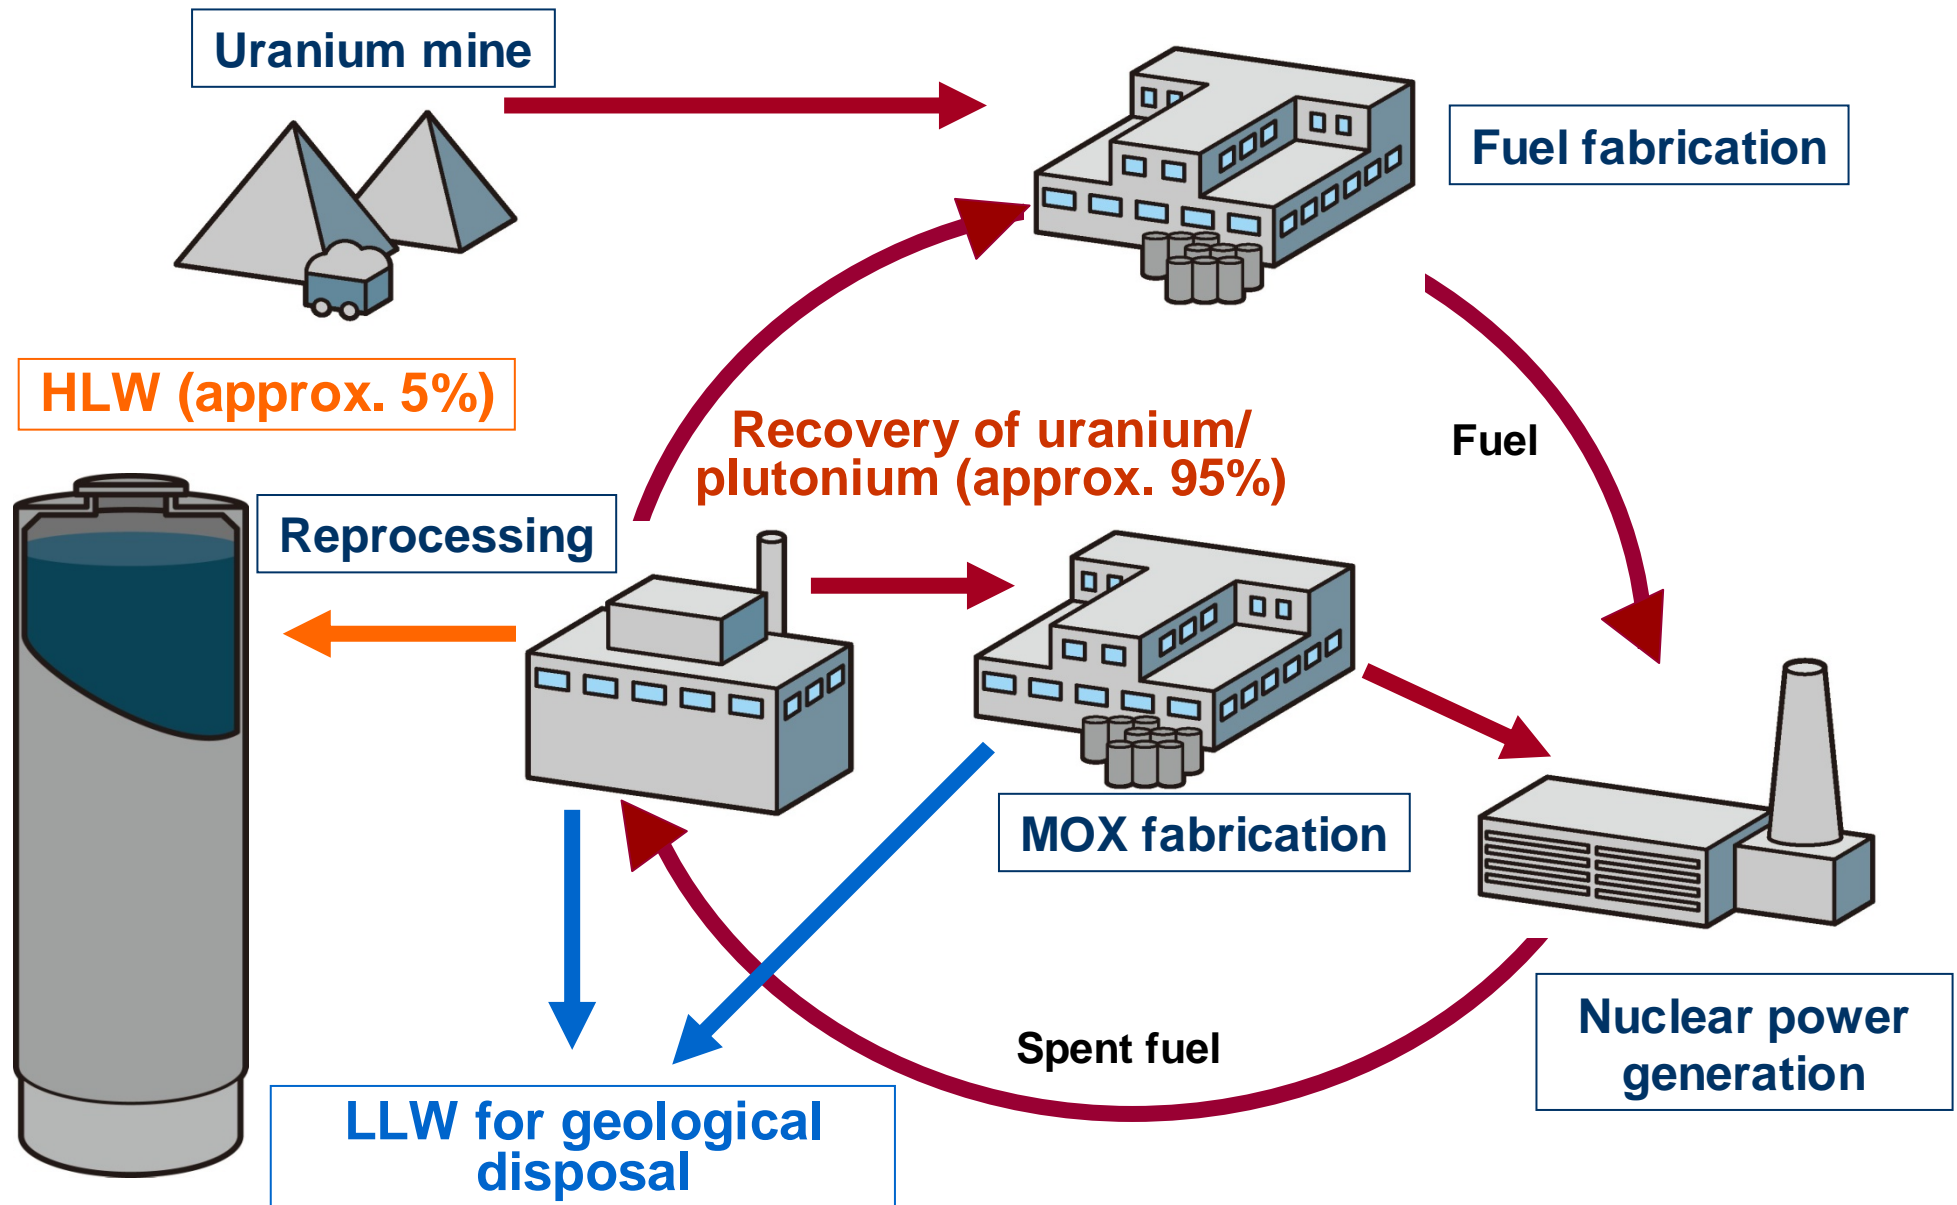 Uranium mine
Fuel fabrication
HLW (approx. 5%)
Recovery of uranium/
plutonium (approx. 95%)
Fuel
Reprocessing
MOX fabrication
Nuclear power
generation
Spent fuel
LLW for geological
disposal